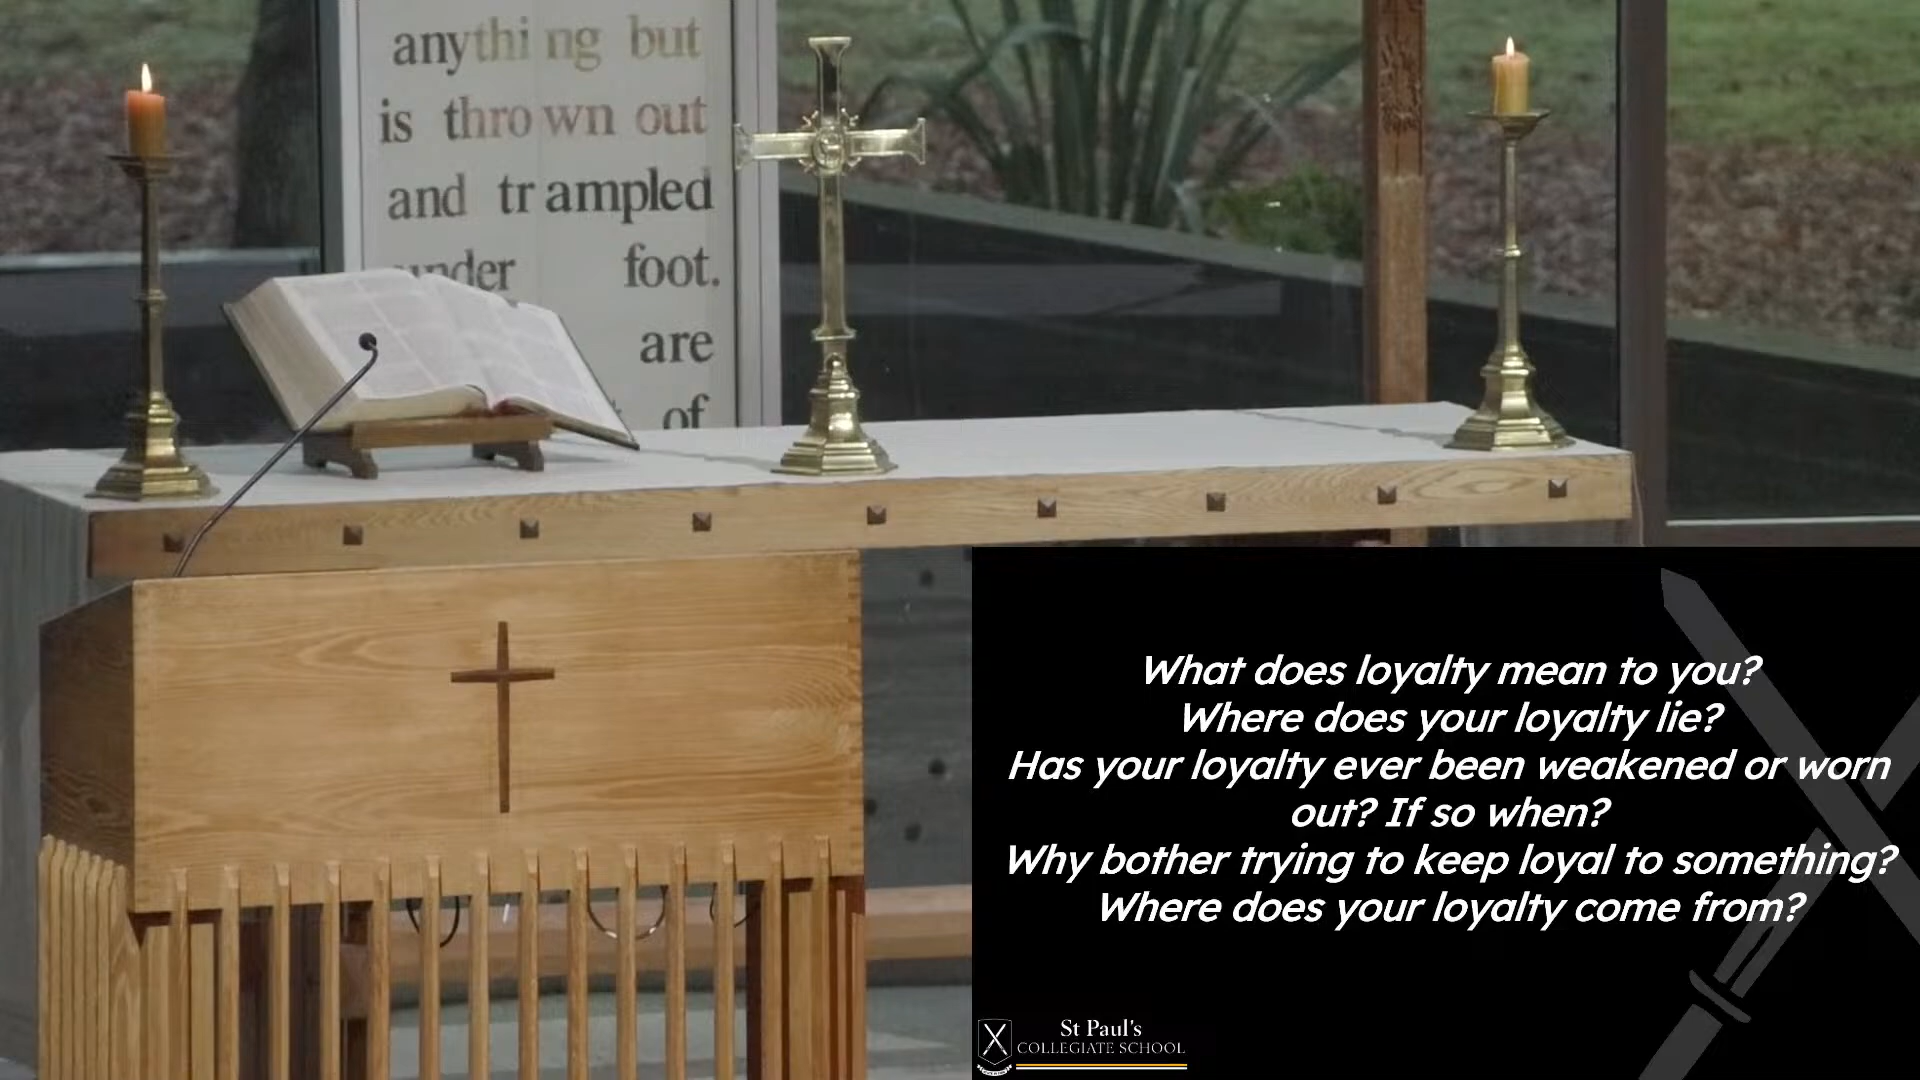 anything but
is thrown out
and trampled
under foot.
are
of
What does loyalty mean to you?
Where does your loyalty lie?
Has your loyalty ever been weakened or worn
out? If so when?
Why bother trying to keep loyal to something?
Where does your loyalty come from?
St Paul's
COLLEGIATE SCHOOL